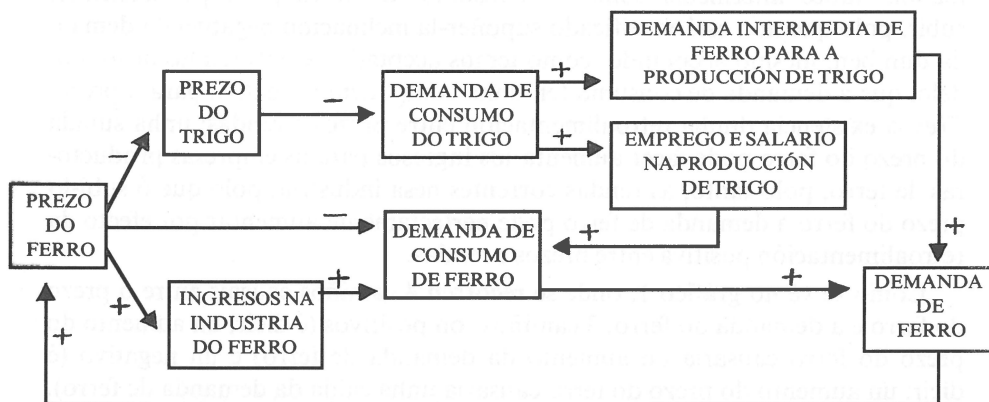 DEMANDA INTERMEDIA DE
FERRO PARA A
PRODUCCIÓN DE TRIGO
PREZO
DO
TRIGO
DEMANDA DE
CONSUMO
DO TRIGO
EMPREGO E SALARIO
NA PRODUCCIÓN
DE TRIGO
PREZO
DO
FERRO
DEMANDA DE
CONSUMO
DE FERRO
INGRESOS NA
INDUSTRIA
DO FERRO
DEMANDA
DE
FERRO